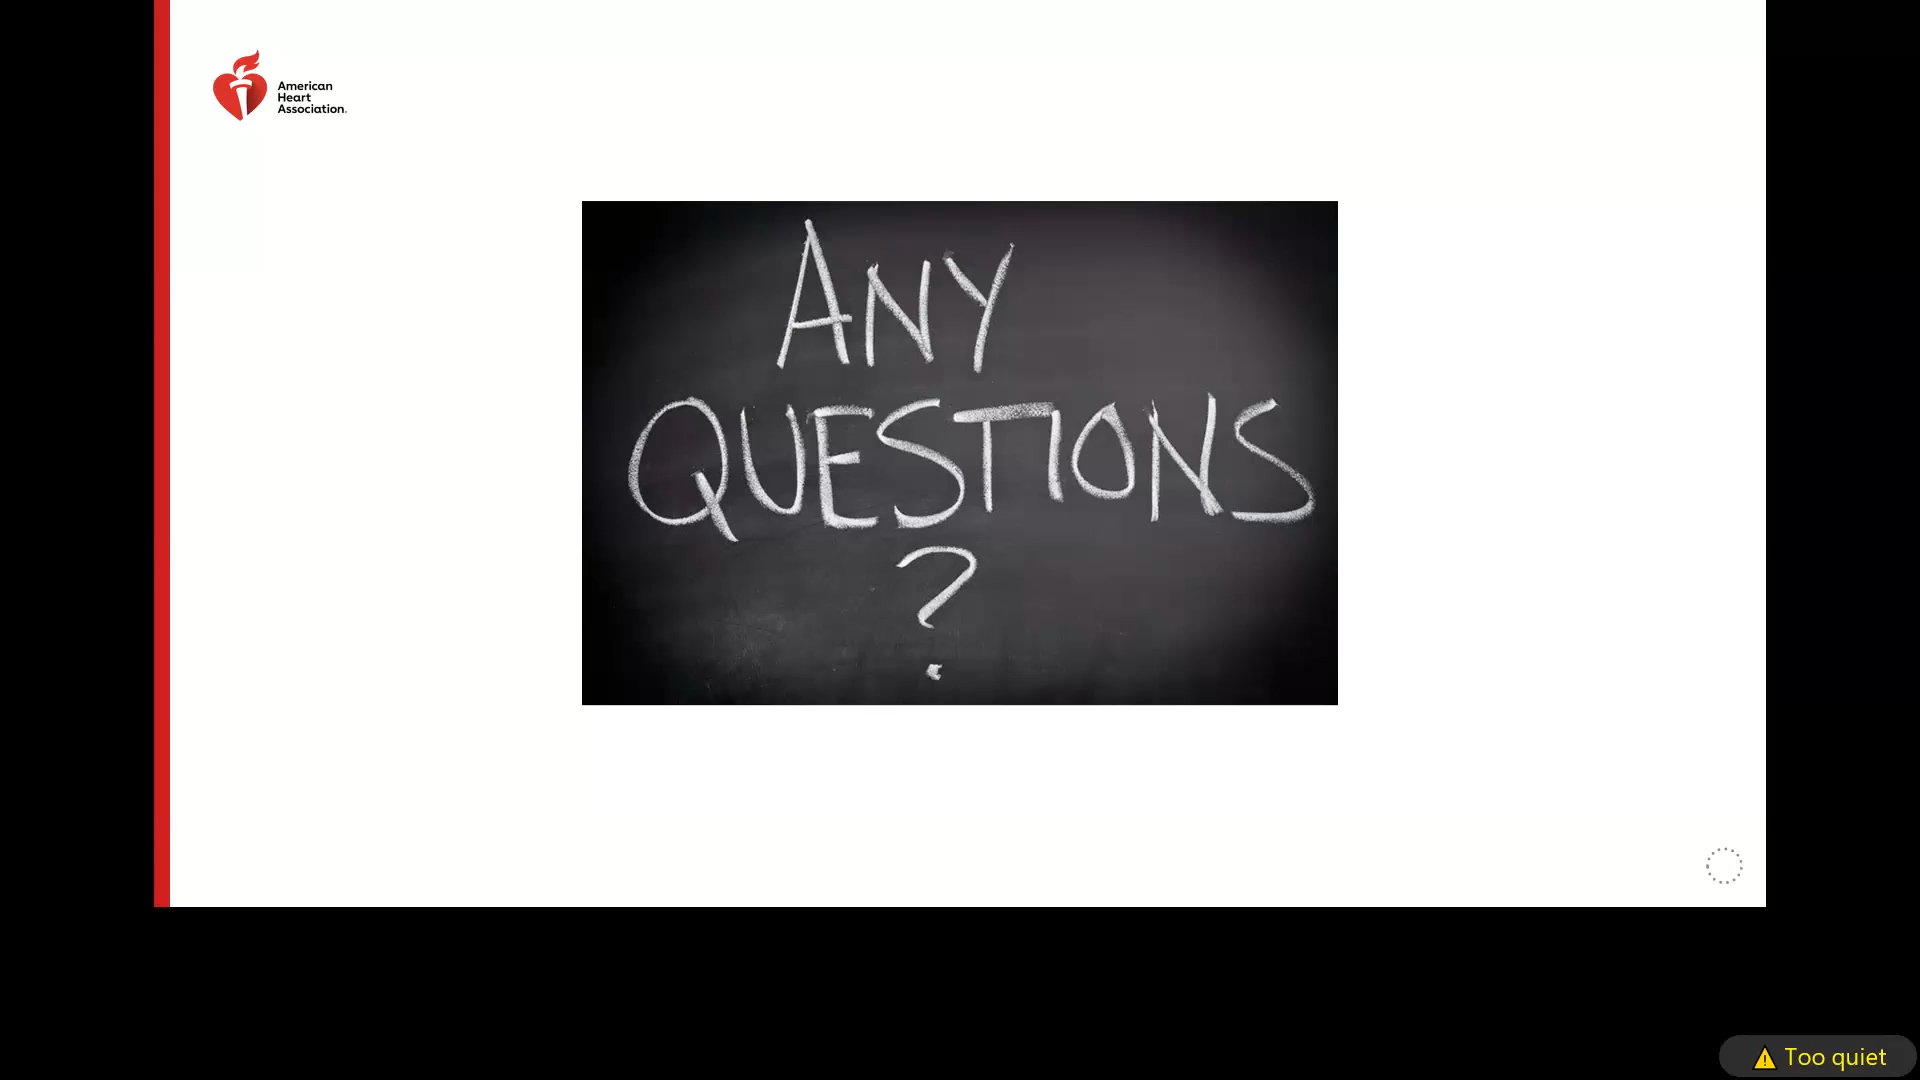 American
Heart
Association.
ANY
QUESTIONS
?
Too quiet